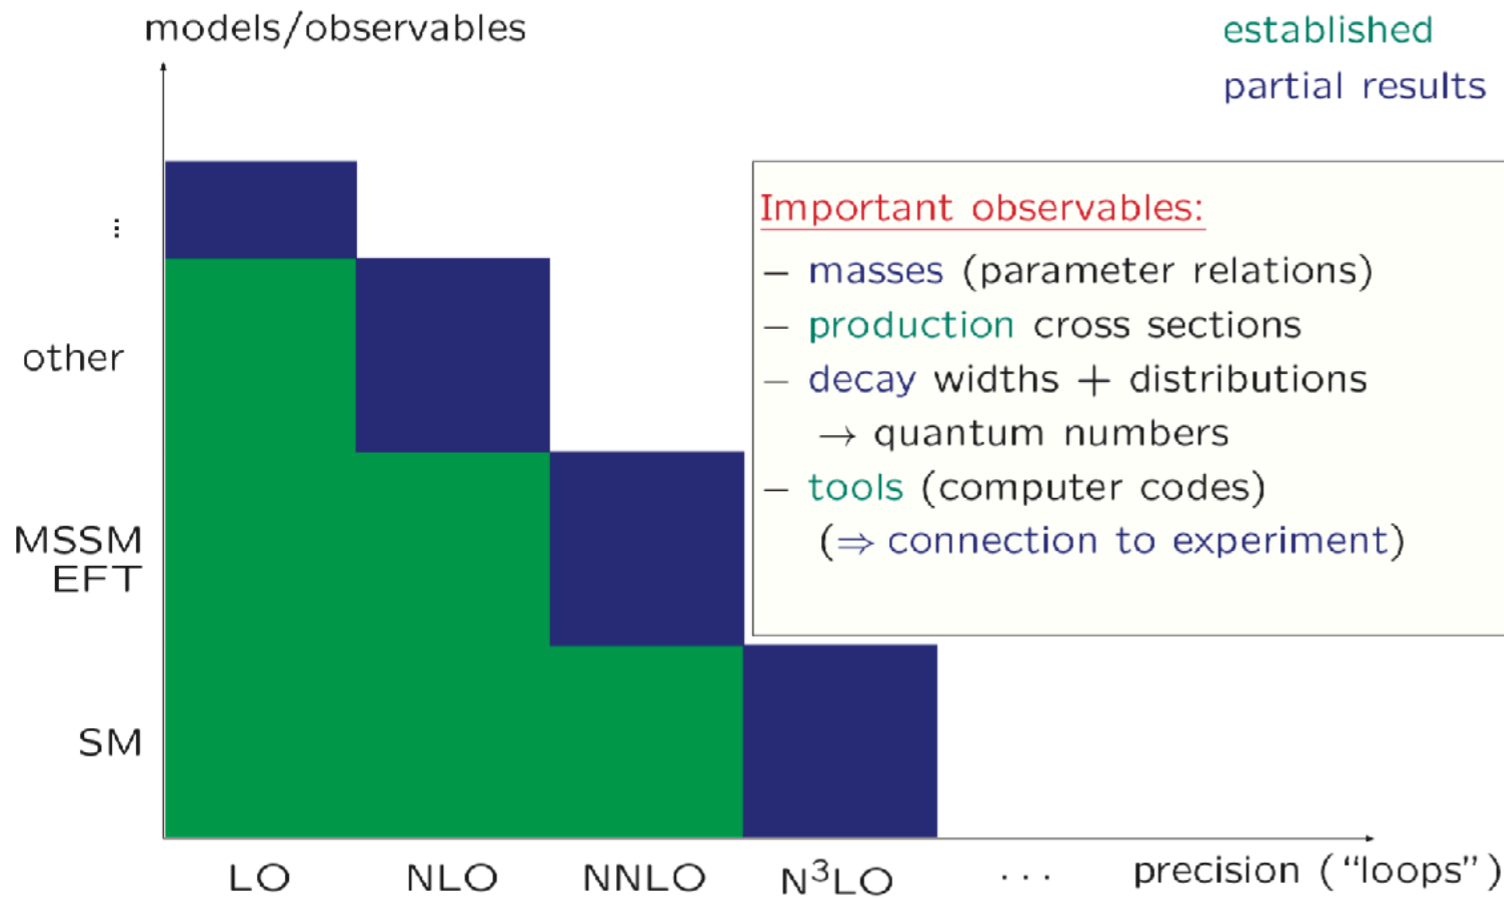 models/observables
established
partial results
⋮
other
MSSM
EFT
SM
Important observables:
– masses (parameter relations)
– production cross sections
– decay widths + distributions
→ quantum numbers
– tools (computer codes)
(⇒ connection to experiment)
LO NLO NNLO N³LO · · · precision (“loops”)